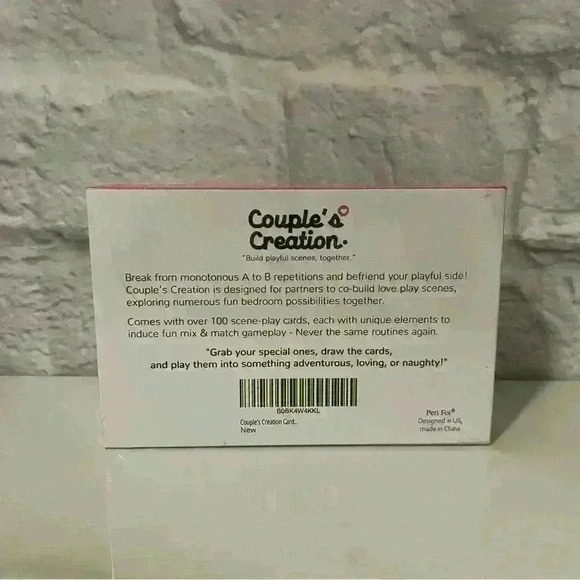 Couple's
Creation.
"Build playful scenes, together."
Break from monotonous A to B repetitions and befriend your playful side!
Couple's Creation is designed for partners to co-build love play scenes,
exploring numerous fun bedroom possibilities together.
Comes with over 100 scene-play cards, each with unique elements to
induce fun mix & match gameplay - Never the same routines again.
"Grab your special ones, draw the cards,
and play them into something adventurous, loving, or naughty!"
B0BK4W4KKL
Couple's Creation Card..
New
Peri Foi®
Designed in US,
made in China